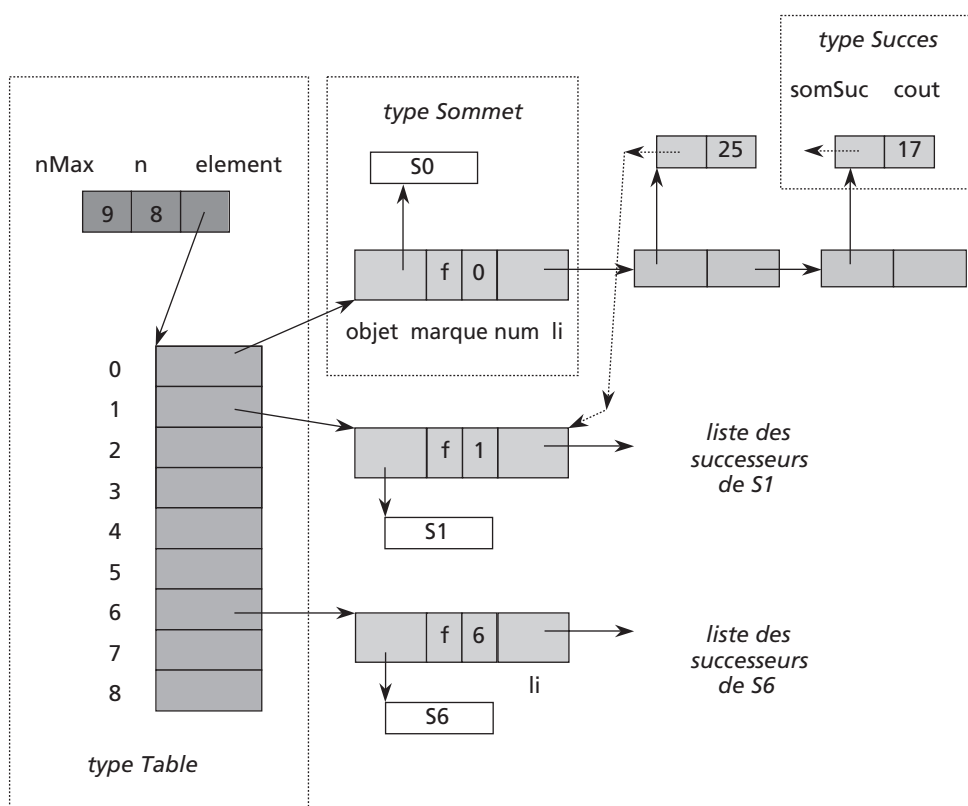 type Succes
somSuc cout
25
17
type Sommet
S0
f 0
objet marque num li
nMax n element
9 8
0
1
2
3
4
5
6
7
8
type Table
f 1
S1
liste des
successeurs
de S1
f 6
li
S6
liste des
successeurs
de S6